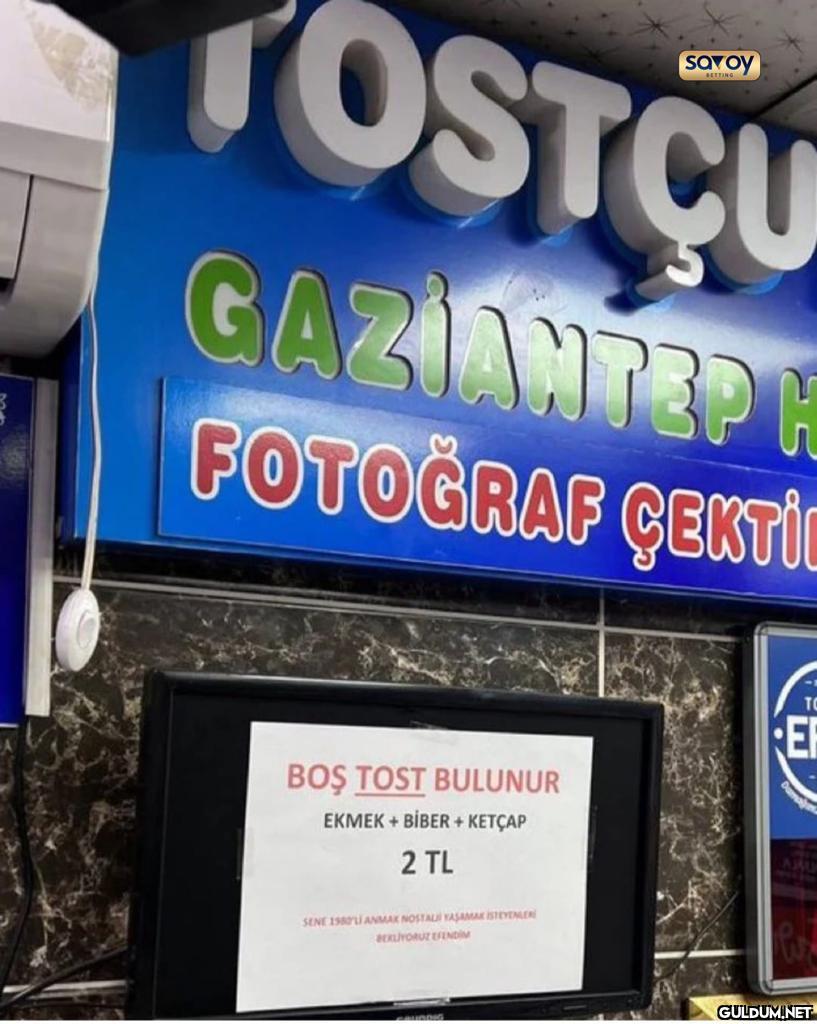 savoy
BETTING
TOSTÇU
GAZİANTEP H
FOTOĞRAF ÇEKTİ
BOŞ TOST BULUNUR
EKMEK + BİBER + KETÇAP
2 TL
SENE 1980'Lİ ANMAK NOSTALJİ YAŞAMAK İSTEYENLERİ
BEKLİYORUZ EFENDİM
GRUNDIG
GULDUM.NET